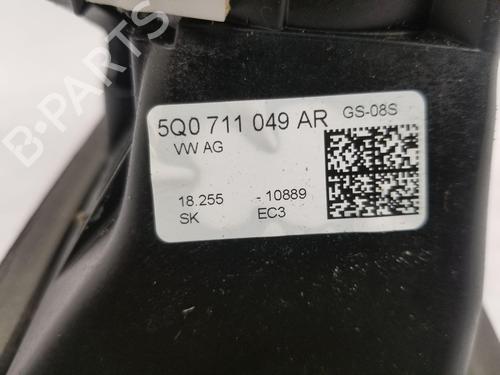 B-PARTS
5Q0 711 049 AR GS-08S
VW AG
18.255 -10889
SK EC3